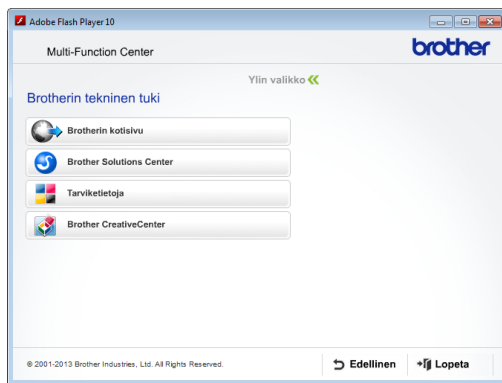 Adobe Flash Player 10
Multi-Function Center
brother
Ylin valikko
Brotherin tekninen tuki
Brotherin kotisivu
Brother Solutions Center
Tarviketietoja
Brother CreativeCenter
© 2001-2013 Brother Industries, Ltd. All Rights Reserved.
Edellinen
Lopeta